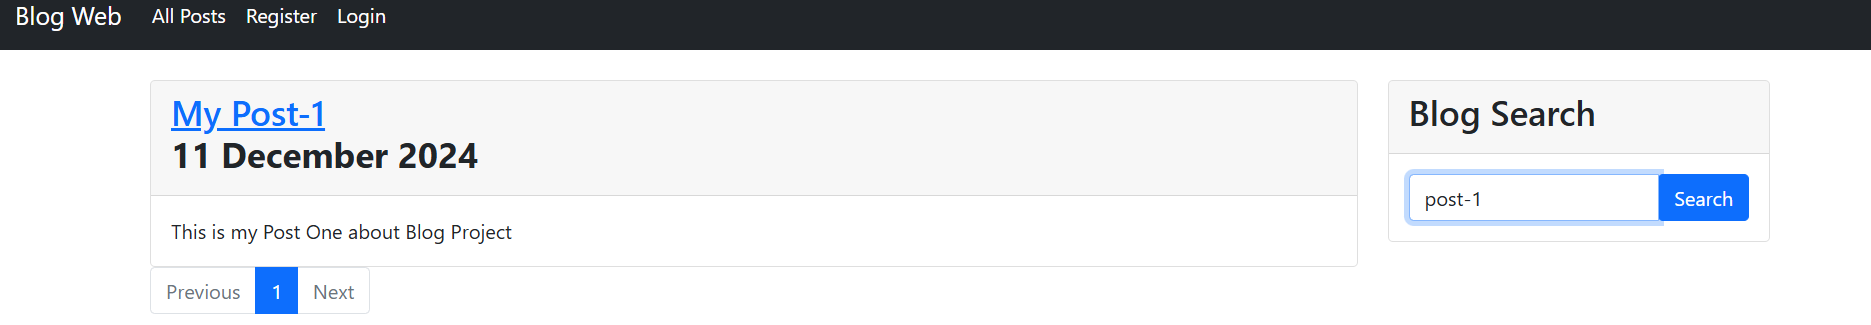 Blog Web All Posts Register Login
My Post-1
11 December 2024
This is my Post One about Blog Project
Previous 1 Next
Blog Search
post-1 Search